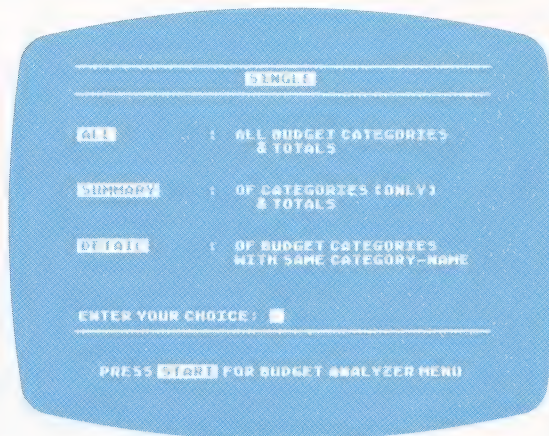 SINGLE
ALL : ALL BUDGET CATEGORIES
& TOTALS
SUMMARY : OF CATEGORIES (ONLY)
& TOTALS
DETAIL : OF BUDGET CATEGORIES
WITH SAME CATEGORY-NAME
ENTER YOUR CHOICE:
PRESS START FOR BUDGET ANALYZER MENU